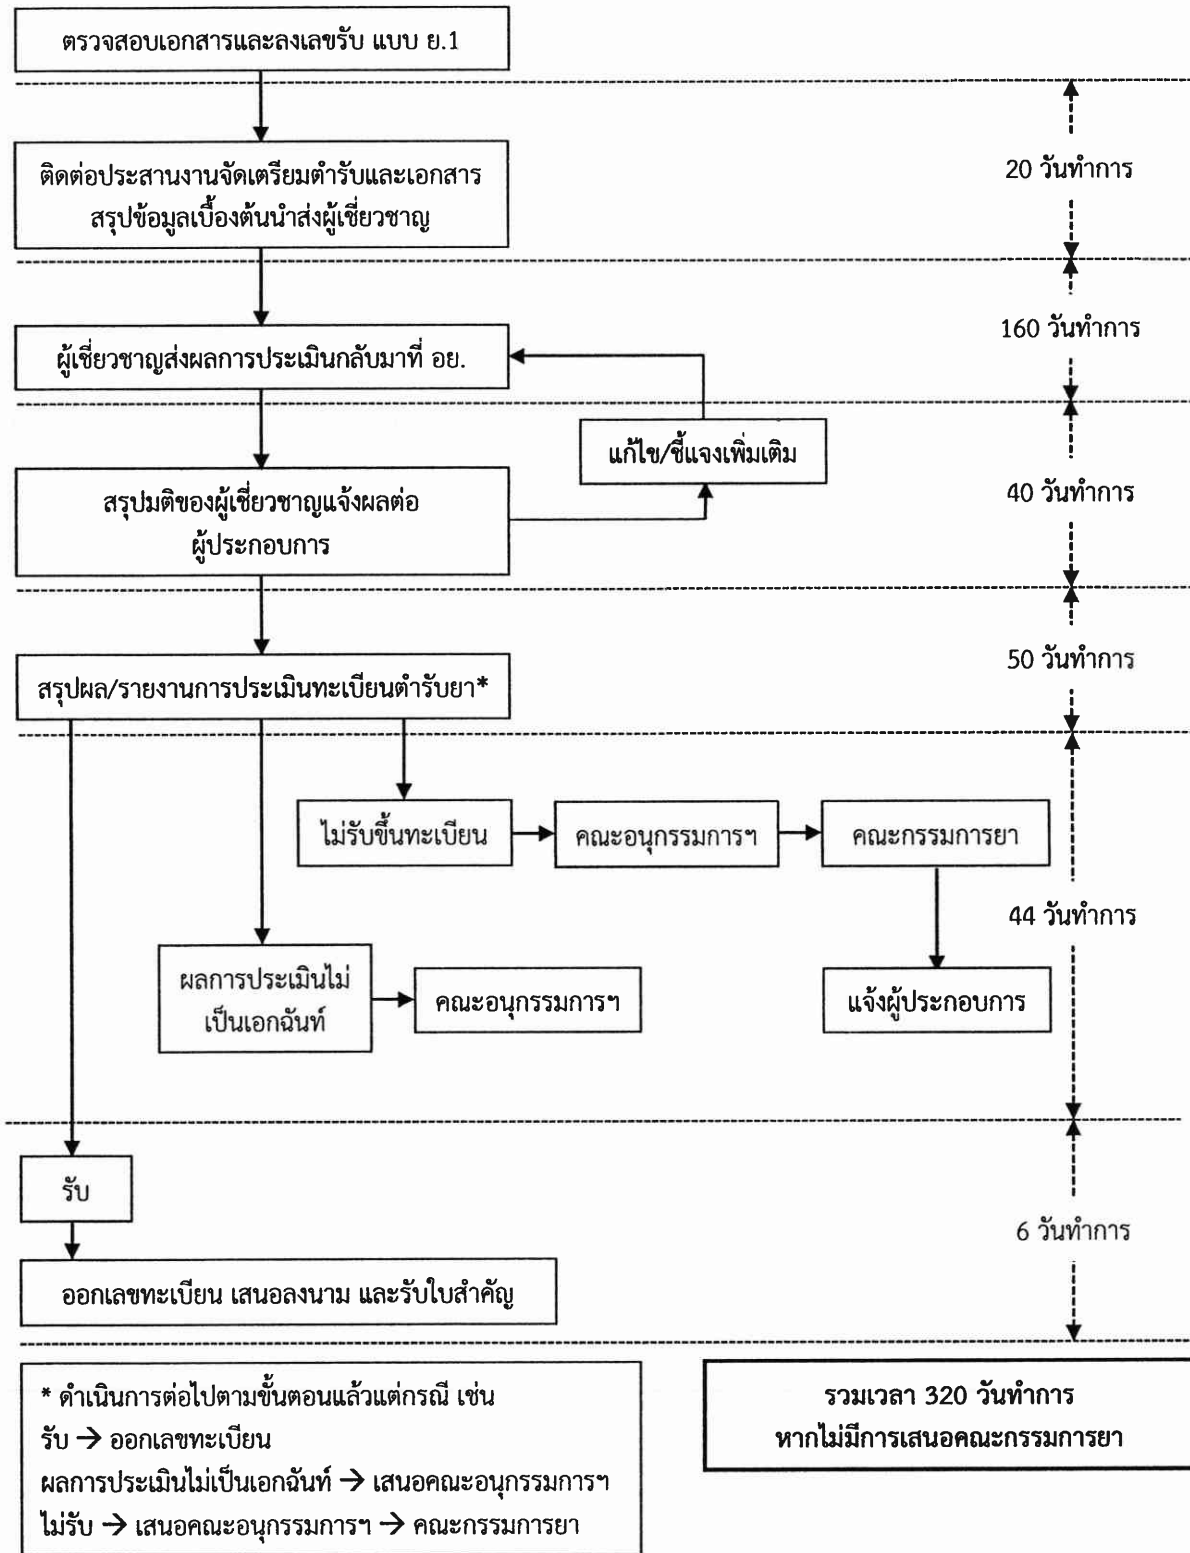 ตรวจสอบเอกสารและลงเลขรับ แบบ ย.1
ติดต่อประสานงานจัดเตรียมตำรับและเอกสาร
สรุปข้อมูลเบื้องต้นนำส่งผู้เชี่ยวชาญ
20 วันทำการ
ผู้เชี่ยวชาญส่งผลการประเมินกลับมาที่ อย.
160 วันทำการ
แก้ไข/ชี้แจงเพิ่มเติม
สรุปมติของผู้เชี่ยวชาญแจ้งผลต่อ
ผู้ประกอบการ
40 วันทำการ
สรุปผล/รายงานการประเมินทะเบียนตำรับยา*
50 วันทำการ
ไม่รับขึ้นทะเบียน
คณะอนุกรรมการฯ
คณะกรรมการยา
44 วันทำการ
ผลการประเมินไม่
เป็นเอกฉันท์
คณะอนุกรรมการฯ
แจ้งผู้ประกอบการ
รับ
6 วันทำการ
ออกเลขทะเบียน เสนอลงนาม และรับใบสำคัญ
* ดำเนินการต่อไปตามขั้นตอนแล้วแต่กรณี เช่น
รับ → ออกเลขทะเบียน
ผลการประเมินไม่เป็นเอกฉันท์ → เสนอคณะอนุกรรมการฯ
ไม่รับ → เสนอคณะอนุกรรมการฯ → คณะกรรมการยา
รวมเวลา 320 วันทำการ
หากไม่มีการเสนอคณะกรรมการยา